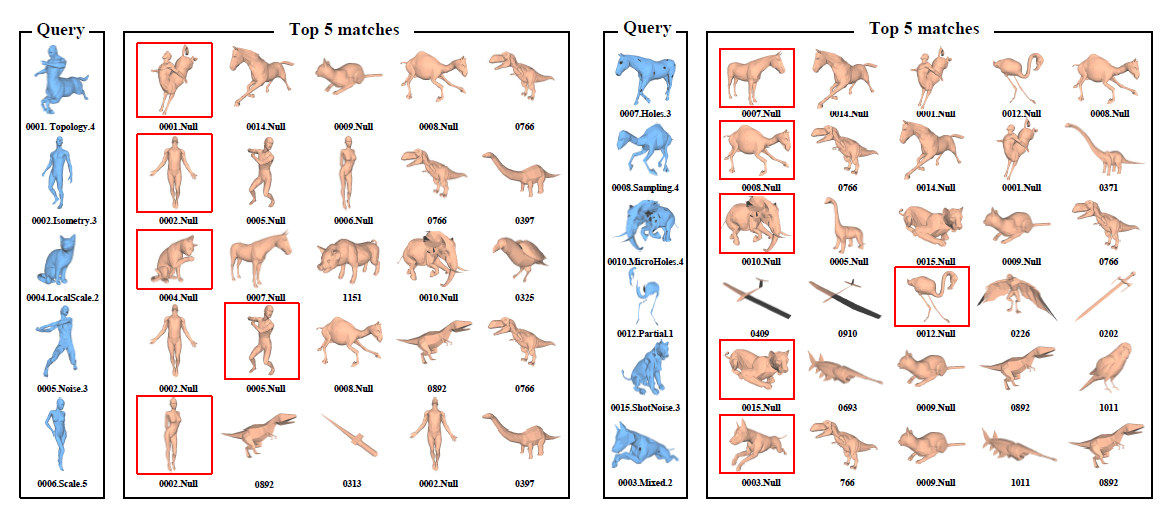 Query Top 5 matches
0001. Topology.4 0001.Null 0014.Null 0009.Null 0008.Null 0766
0002.Isometry.3 0002.Null 0005.Null 0006.Null 0766 0397
0004.LocalScale.2 0004.Null 0007.Null 1151 0010.Null 0325
0005.Noise.3 0002.Null 0005.Null 0008.Null 0892 0766
0006.Scale.5 0002.Null 0892 0313 0002.Null 0397
Query Top 5 matches
0007.Holes.3 0007.Null 0014.Null 0001.Null 0012.Null 0008.Null
0008.Sampling.4 0008.Null 0766 0014.Null 0001.Null 0371
0010.MicroHoles.4 0010.Null 0005.Null 0015.Null 0009.Null 0766
0012.Partial.1 0409 0910 0012.Null 0226 0202
0015.ShotNoise.3 0015.Null 0693 0009.Null 0892 1011
0003.Mixed.2 0003.Null 766 0009.Null 1011 0892